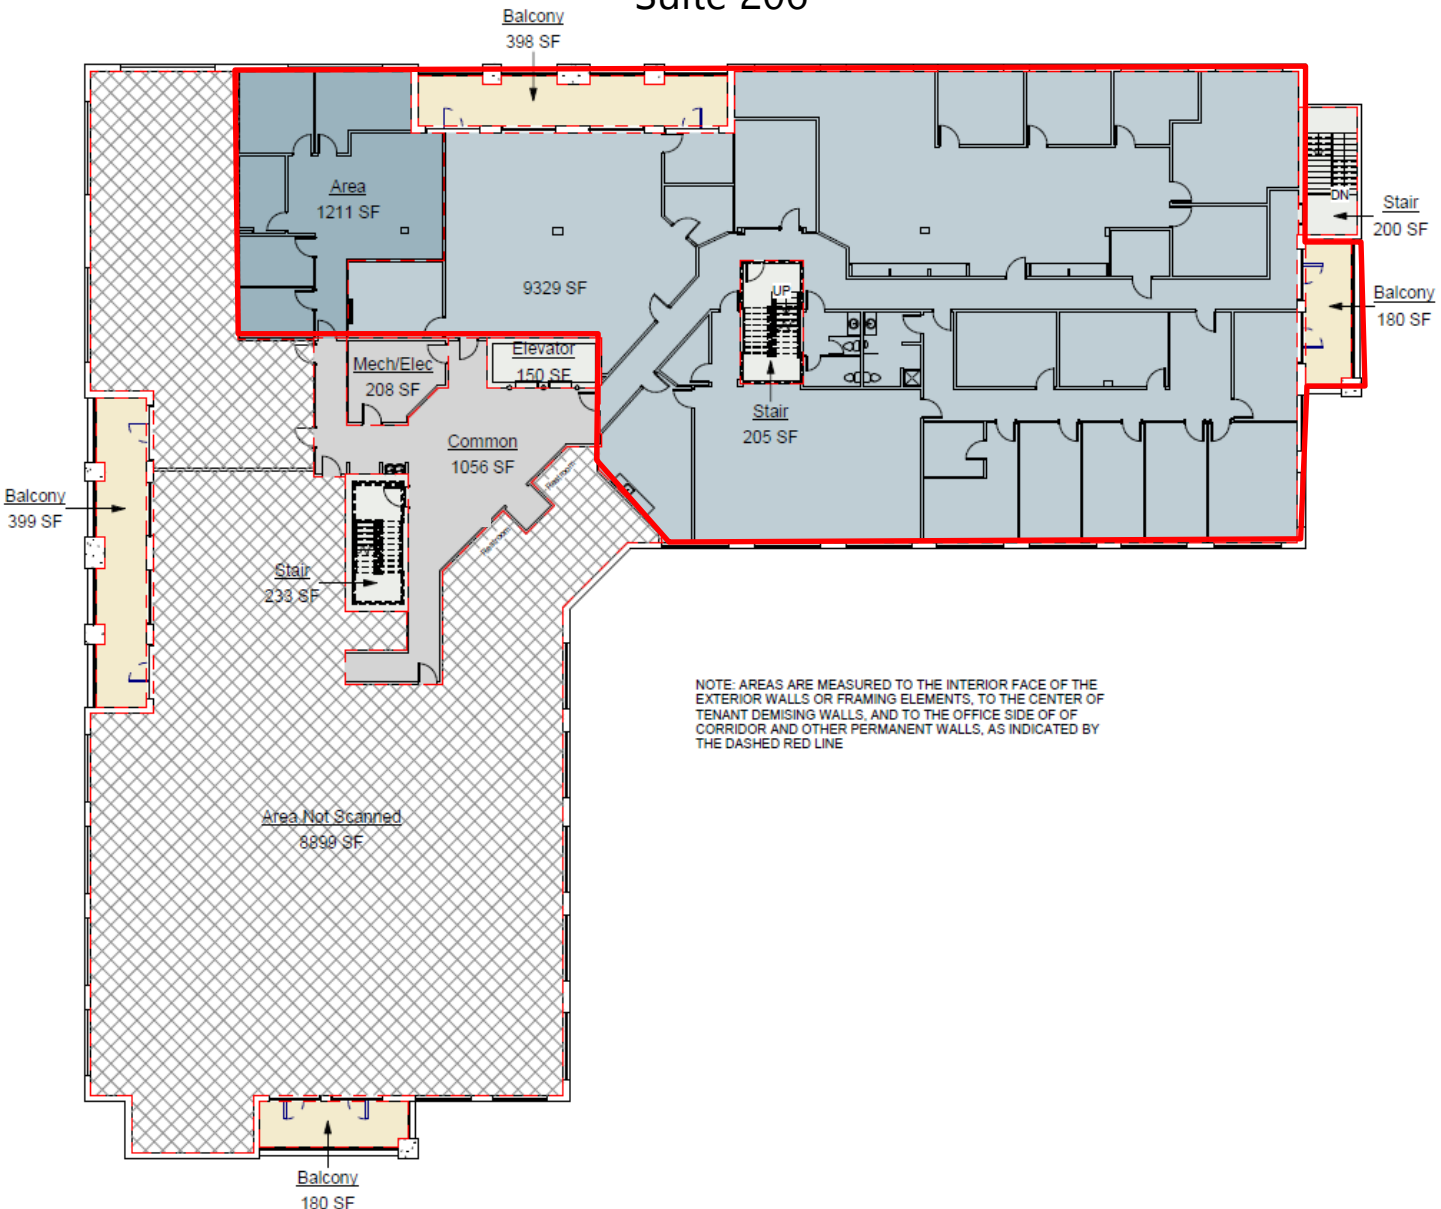 Suite 206
Balcony
398 SF
Area
1211 SF
DN
Stair
200 SF
9329 SF
UP
Balcony
180 SF
Elevator
150 SF
Mech/Elec
208 SF
Stair
205 SF
Common
1056 SF
Restroom
Restroom
Balcony
399 SF
Stair
233 SF
NOTE: AREAS ARE MEASURED TO THE INTERIOR FACE OF THE
EXTERIOR WALLS OR FRAMING ELEMENTS, TO THE CENTER OF
TENANT DEMISING WALLS, AND TO THE OFFICE SIDE OF OF
CORRIDOR AND OTHER PERMANENT WALLS, AS INDICATED BY
THE DASHED RED LINE
Area Not Scanned
8899 SF
Balcony
180 SF